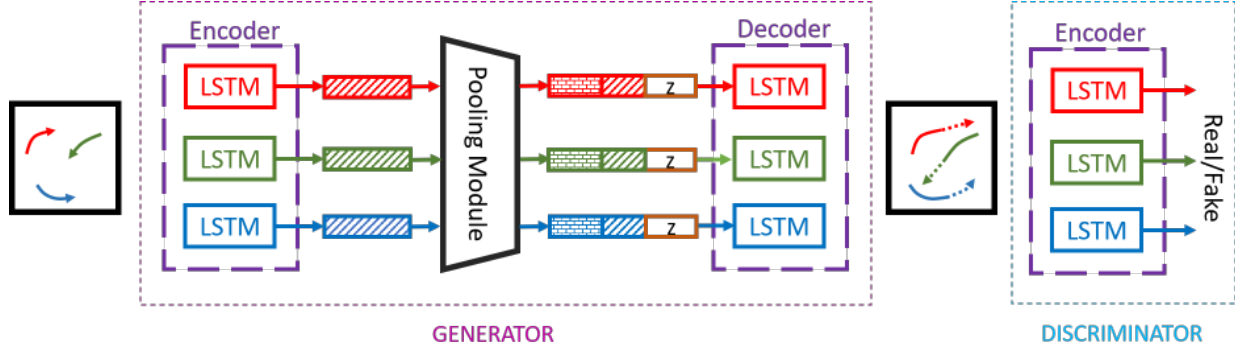 Encoder
LSTM
LSTM
LSTM
Pooling Module
z
z
z
Decoder
LSTM
LSTM
LSTM
GENERATOR
Encoder
LSTM
LSTM
LSTM
Real/Fake
DISCRIMINATOR